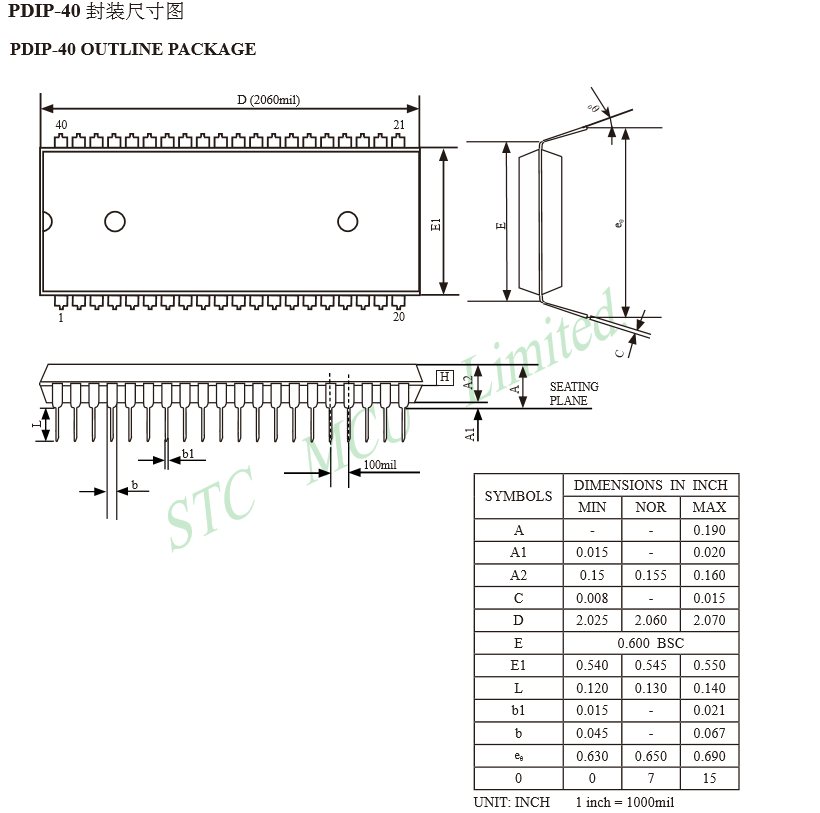 PDIP-40 封装尺寸图
PDIP-40 OUTLINE PACKAGE
D (2060mil)
40 21
1 20
E1
E
eθ
θ°
C
H
A2
A
A1
SEATING
PLANE
L
b1
b
100mil
STC MCU Limited.
SYMBOLS DIMENSIONS IN INCH
MIN NOR MAX
A - - 0.190
A1 0.015 - 0.020
A2 0.15 0.155 0.160
C 0.008 - 0.015
D 2.025 2.060 2.070
E 0.600 BSC
E1 0.540 0.545 0.550
L 0.120 0.130 0.140
b1 0.015 - 0.021
b 0.045 - 0.067
eθ 0.630 0.650 0.690
0 0 7 15
UNIT: INCH 1 inch = 1000mil